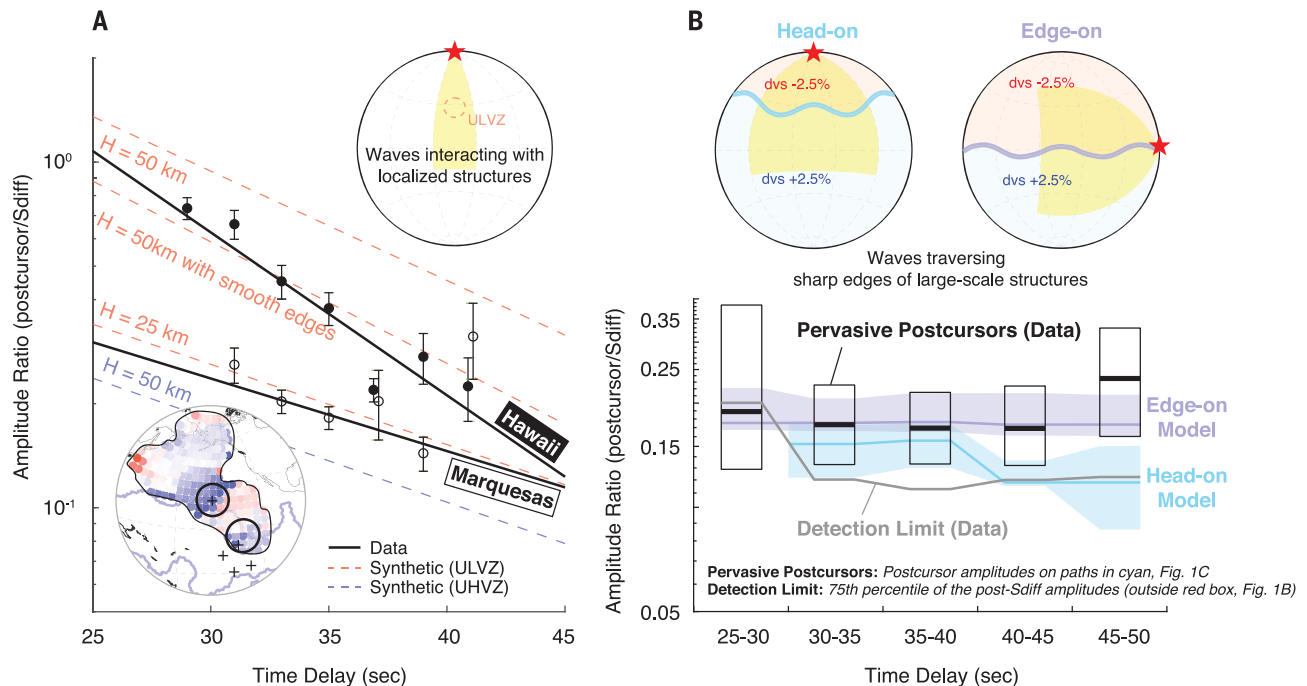 A
Amplitude Ratio (postcursor/Sdiff)
10⁰
10⁻¹
H = 50 km
H = 50km with smooth edges
H = 25 km
H = 50 km
ULVZ
Waves interacting with
localized structures
Hawaii
Marquesas
Data
Synthetic (ULVZ)
Synthetic (UHVZ)
25
30
35
40
45
Time Delay (sec)
B
Head-on
Edge-on
dvs -2.5%
dvs +2.5%
dvs -2.5%
dvs +2.5%
Waves traversing
sharp edges of large-scale structures
Amplitude Ratio (postcursor/Sdiff)
0.35
0.25
0.15
0.05
Pervasive Postcursors (Data)
Edge-on
Model
Head-on
Model
Detection Limit (Data)
Pervasive Postcursors: Postcursor amplitudes on paths in cyan, Fig. 1C
Detection Limit: 75th percentile of the post-Sdiff amplitudes (outside red box, Fig. 1B)
25-30
30-35
35-40
40-45
45-50
Time Delay (sec)